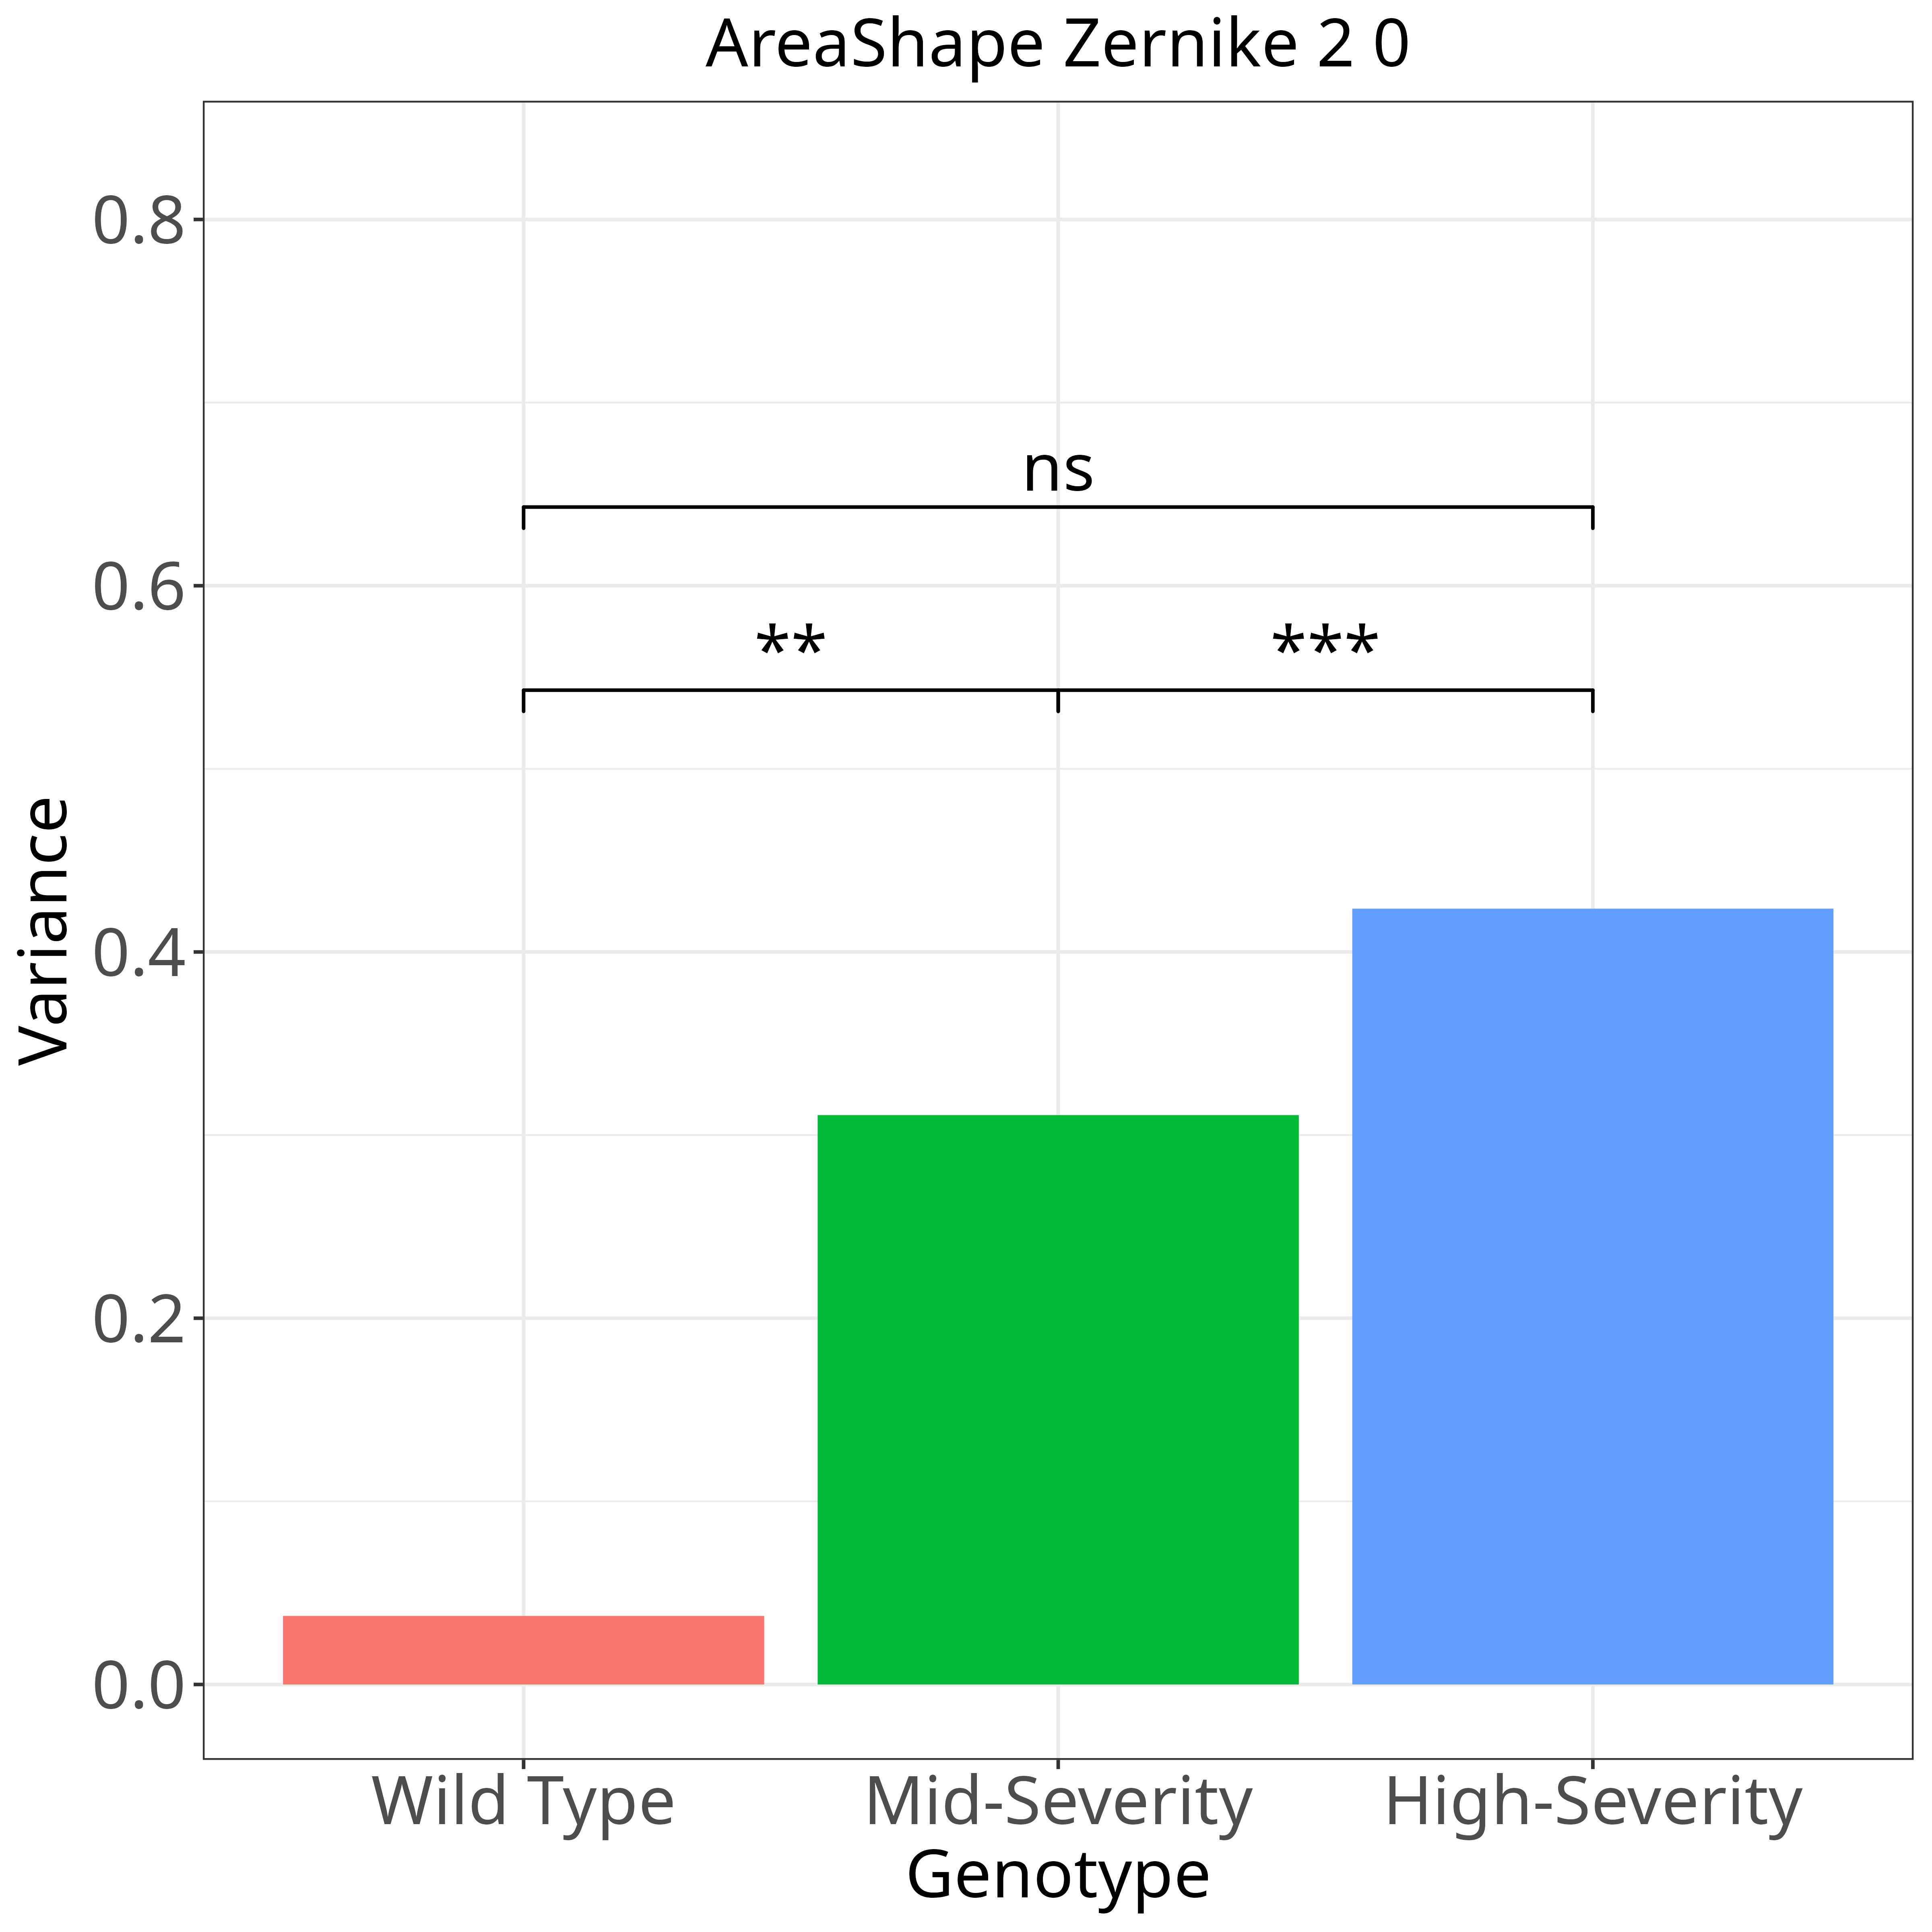 AreaShape Zernike 2 0
0.8
ns
0.6
** ***
Variance
0.4
0.2
0.0
Wild Type Mid-Severity High-Severity
Genotype